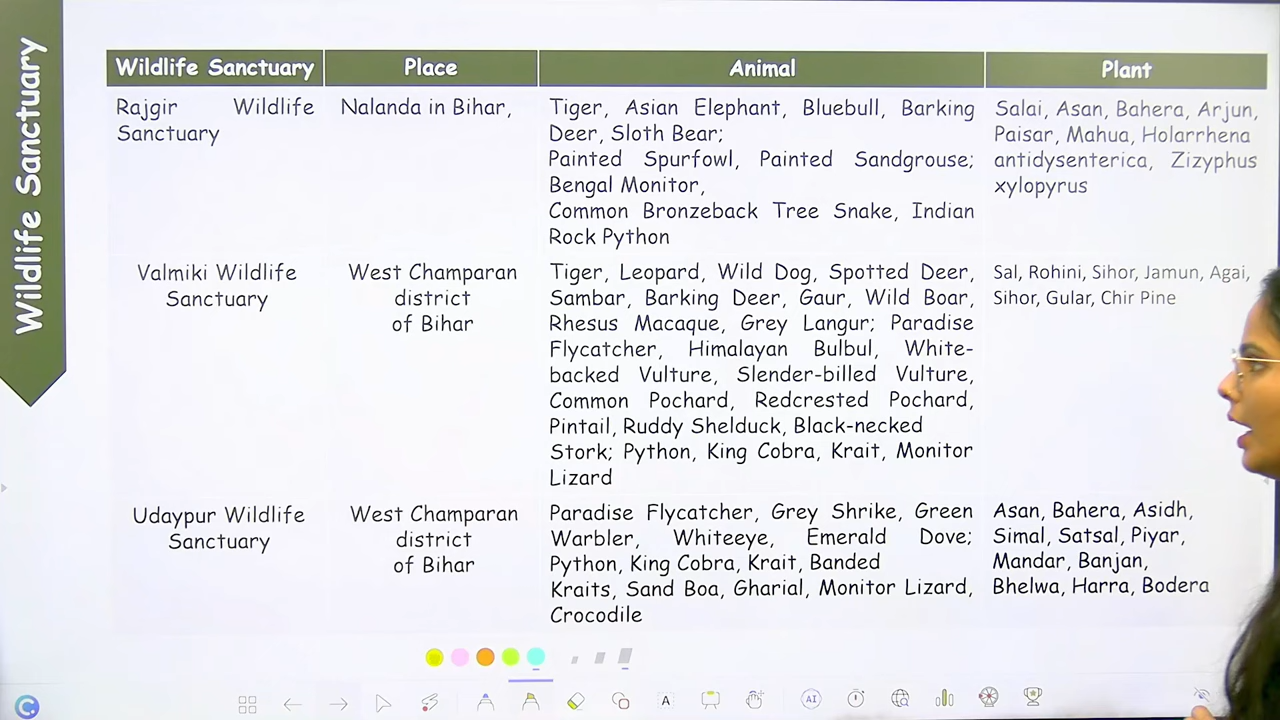 Wildlife Sanctuary
Wildlife Sanctuary Place Animal Plant
Rajgir Wildlife
Sanctuary
Nalanda in Bihar,
Tiger, Asian Elephant, Bluebull, Barking
Deer, Sloth Bear;
Painted Spurfowl, Painted Sandgrouse;
Bengal Monitor,
Common Bronzeback Tree Snake, Indian
Rock Python
Salai, Asan, Bahera, Arjun,
Paisar, Mahua, Holarrhena
antidysenterica, Zizyphus
xylopyrus
Valmiki Wildlife
Sanctuary
West Champaran
district
of Bihar
Tiger, Leopard, Wild Dog, Spotted Deer,
Sambar, Barking Deer, Gaur, Wild Boar,
Rhesus Macaque, Grey Langur; Paradise
Flycatcher, Himalayan Bulbul, White-
backed Vulture, Slender-billed Vulture,
Common Pochard, Redcrested Pochard,
Pintail, Ruddy Shelduck, Black-necked
Stork; Python, King Cobra, Krait, Monitor
Lizard
Sal, Rohini, Sihor, Jamun, Agai,
Sihor, Gular, Chir Pine
Udaypur Wildlife
Sanctuary
West Champaran
district
of Bihar
Paradise Flycatcher, Grey Shrike, Green
Warbler, Whiteeye, Emerald Dove;
Python, King Cobra, Krait, Banded
Kraits, Sand Boa, Gharial, Monitor Lizard,
Crocodile
Asan, Bahera, Asidh,
Simal, Satsal, Piyar,
Mandar, Banjan,
Bhelwa, Harra, Bodera
A
AI